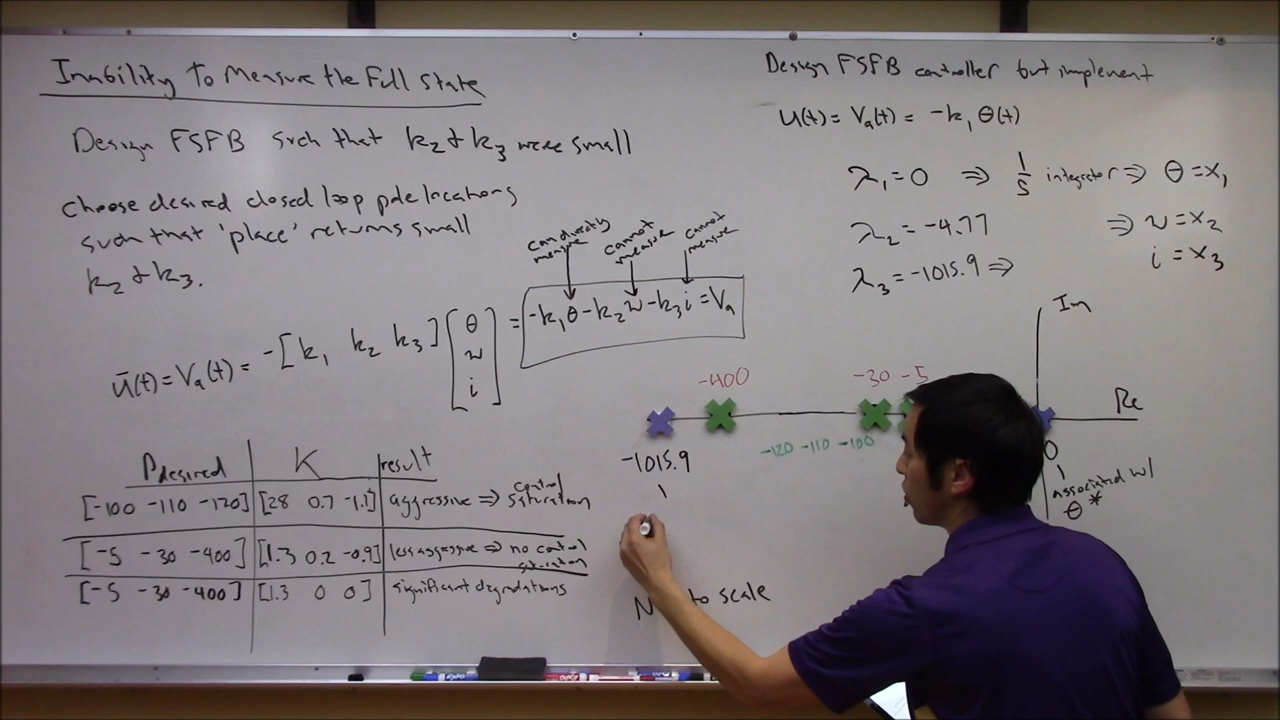 Inability to Measure the Full State
Design FSFB such that k2 & k3 were small
choose desired closed loop pole locations
such that 'place' returns small
k2 & k3.
can directly measure
cannot measure
cannot measure
ū(t) = Va(t) = -[k1 k2 k3] [θ w i] = -k1θ - k2w - k3i = Va
Pdesired K result
[-100 -110 -120] [28 0.7 -1.1] aggressive ⇒ control saturation
[-5 -30 -400] [1.3 0.2 -0.9] less aggressive ⇒ no control
[-5 -30 -400] [1.3 0 0] significant degradations
Design FSFB controller but implement
u(t) = Va(t) = -k1 θ(t)
λ1 = 0 ⇒ 1/S integrator ⇒ θ = x1
λ2 = -4.77 ⇒ w = x2
λ3 = -1015.9 ⇒ i = x3
Im
-400 -30 -5
Re
-120 -110 -100
-1015.9
0
associated w/
θ *
to scale